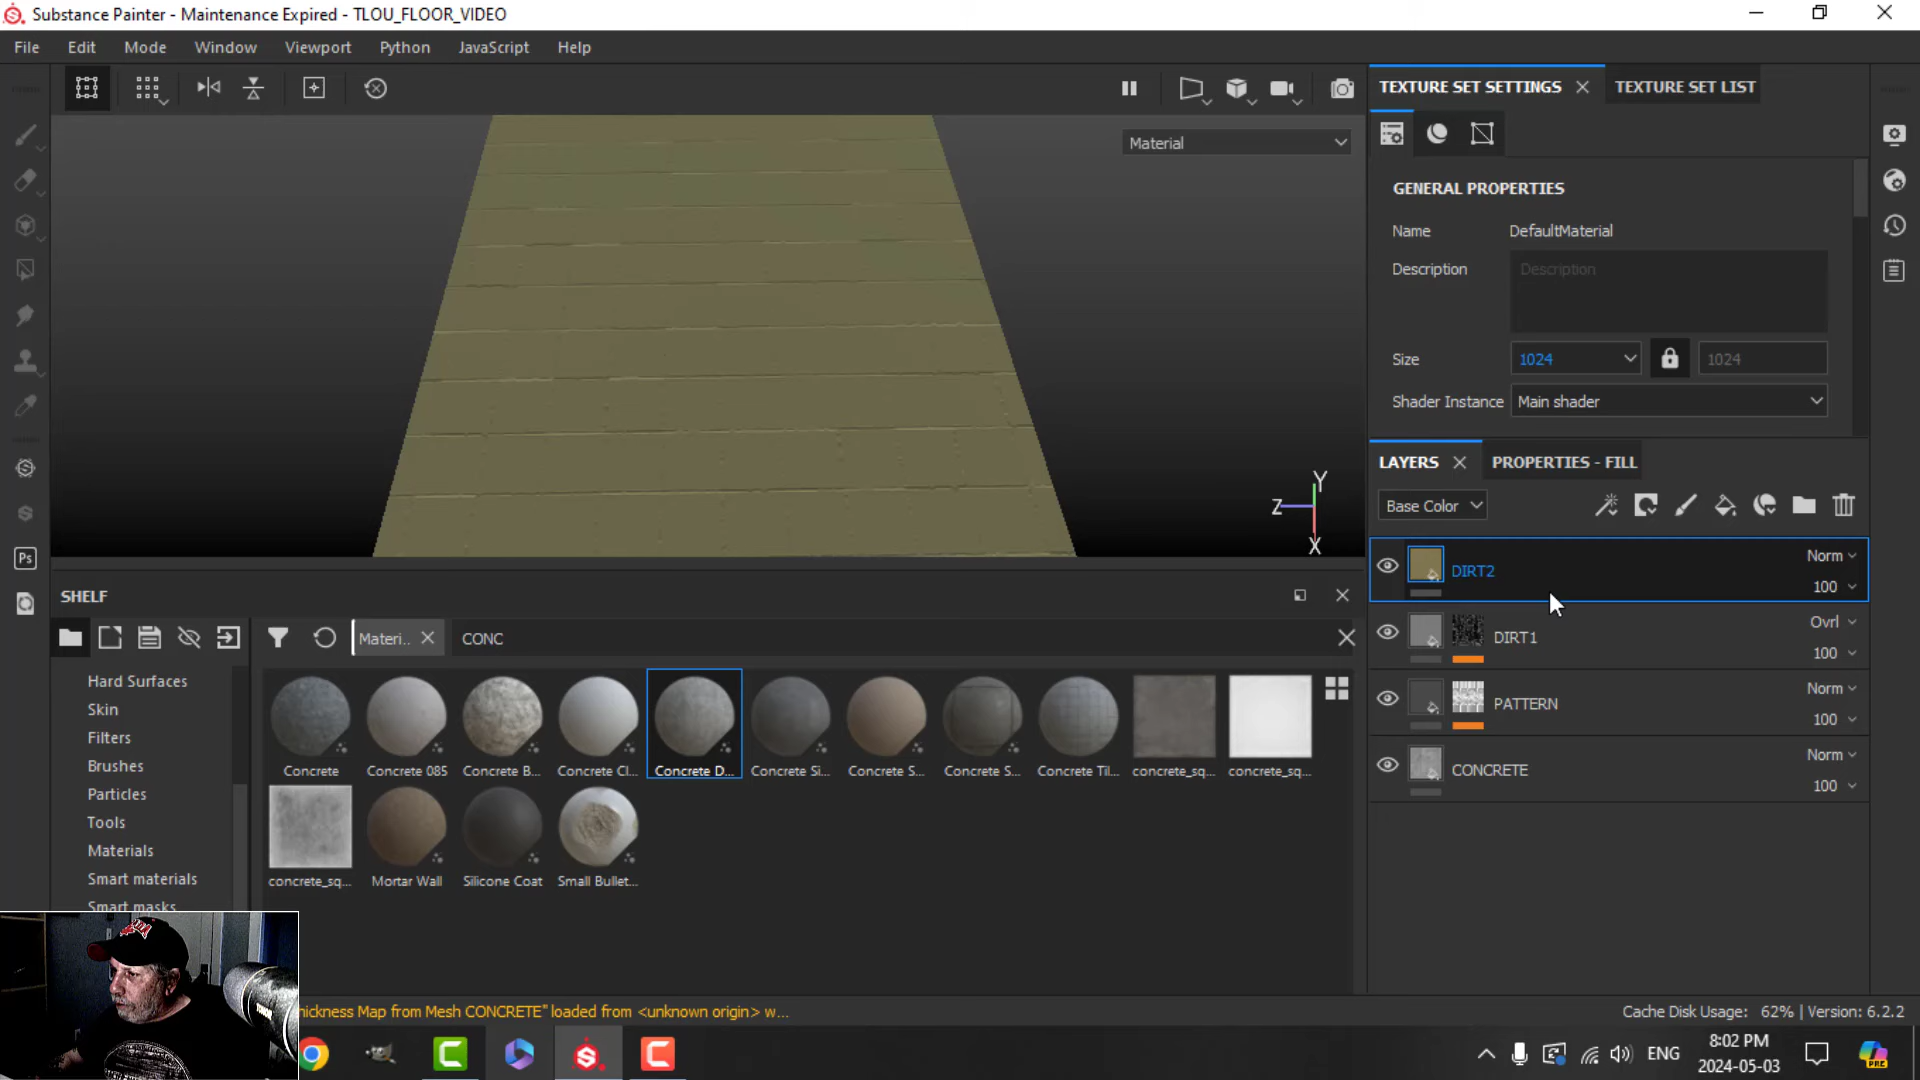 Substance Painter - Maintenance Expired - TLOU_FLOOR_VIDEO
File Edit Mode Window Viewport Python JavaScript Help
Material
TEXTURE SET SETTINGS
TEXTURE SET LIST
GENERAL PROPERTIES
Name DefaultMaterial
Description Description
Size 1024 1024
Shader Instance Main shader
LAYERS
PROPERTIES - FILL
Base Color
DIRT2 Norm 100
DIRT1 Ovrl 100
PATTERN Norm 100
CONCRETE Norm 100
Z Y X
SHELF
Materi.. CONC
Hard Surfaces
Skin
Filters
Brushes
Particles
Tools
Materials
Smart materials
Smart masks
Concrete Concrete 085 Concrete B... Concrete Cl... Concrete D... Concrete Si... Concrete S... Concrete S... Concrete Til... concrete_sq... concrete_sq...
concrete_sq... Mortar Wall Silicone Coat Small Bullet...
hickness Map from Mesh CONCRETE" loaded from <unknown origin> w...
Cache Disk Usage: 62% | Version: 6.2.2
Ps
ENG
8:02 PM
2024-05-03
PRE